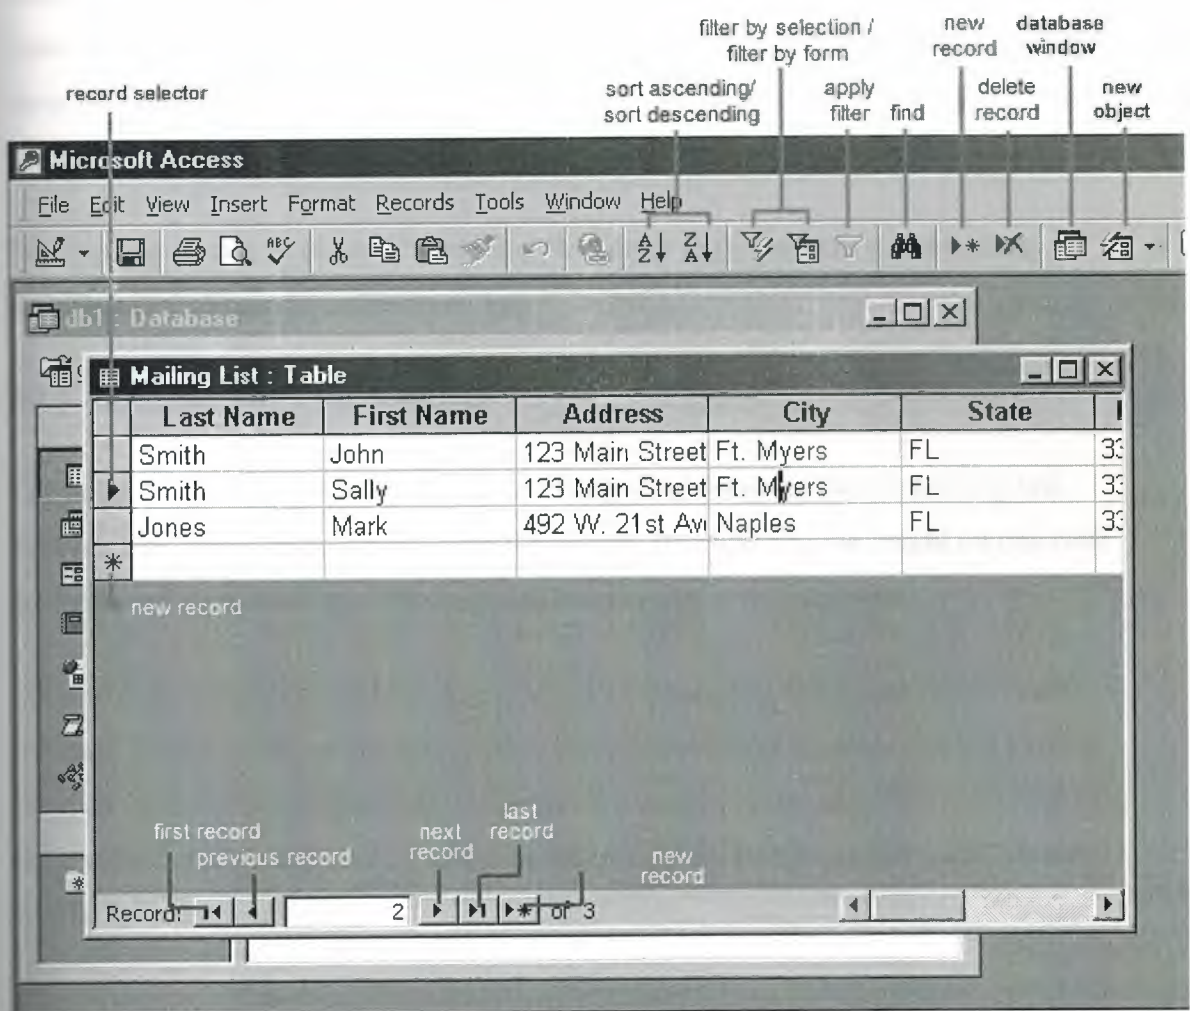 filter by selection /
filter by form
new
record
database
window
record selector
sort ascending/
sort descending
apply
filter
find
delete
record
new
object
Microsoft Access
File Edit View Insert Format Records Tools Window Help
ABC
A
Z
Z
A
db1 : Database
Mailing List : Table
Last Name First Name Address City State
Smith John 123 Main Street Ft. Myers FL 33
Smith Sally 123 Main Street Ft. Myers FL 33
Jones Mark 492 W. 21st Av Naples FL 33
new record
first record
previous record
next
record
last
record
new
record
Record: 2 of 3